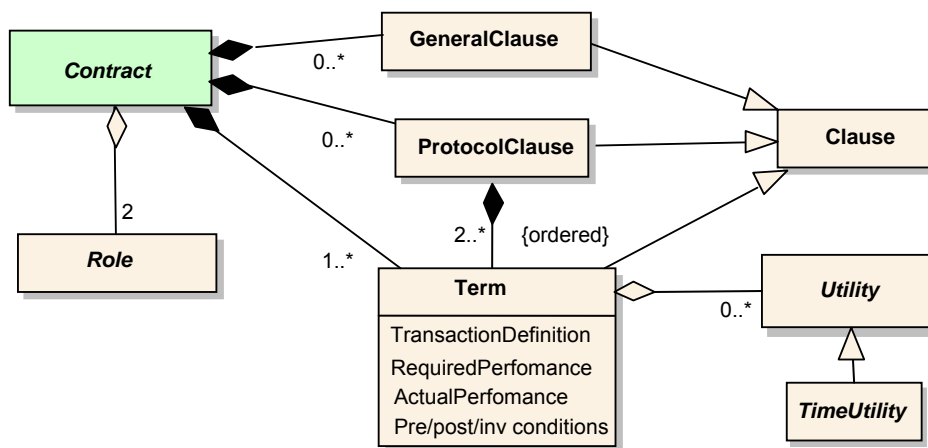 GeneralClause
Contract
0..*
Clause
0..*
ProtocolClause
2
2..*
{ordered}
Role
1..*
Term
Utility
0..*
TransactionDefinition
RequiredPerfomance
ActualPerfomance
Pre/post/inv conditions
TimeUtility